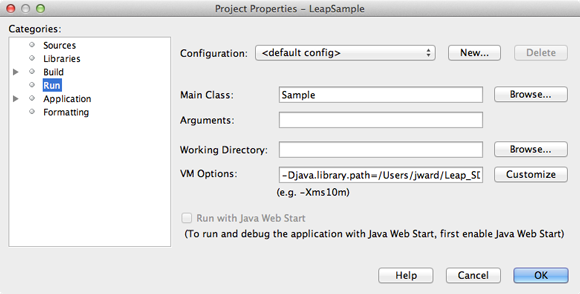 Project Properties – LeapSample
Categories:
Sources
Libraries
Build
Run
Application
Formatting
Configuration: <default config> New... Delete
Main Class: Sample Browse...
Arguments:
Working Directory: Browse...
VM Options: -Djava.library.path=/Users/jward/Leap_SD Customize
(e.g. -Xms10m)
Run with Java Web Start
(To run and debug the application with Java Web Start, first enable Java Web Start)
Help Cancel OK